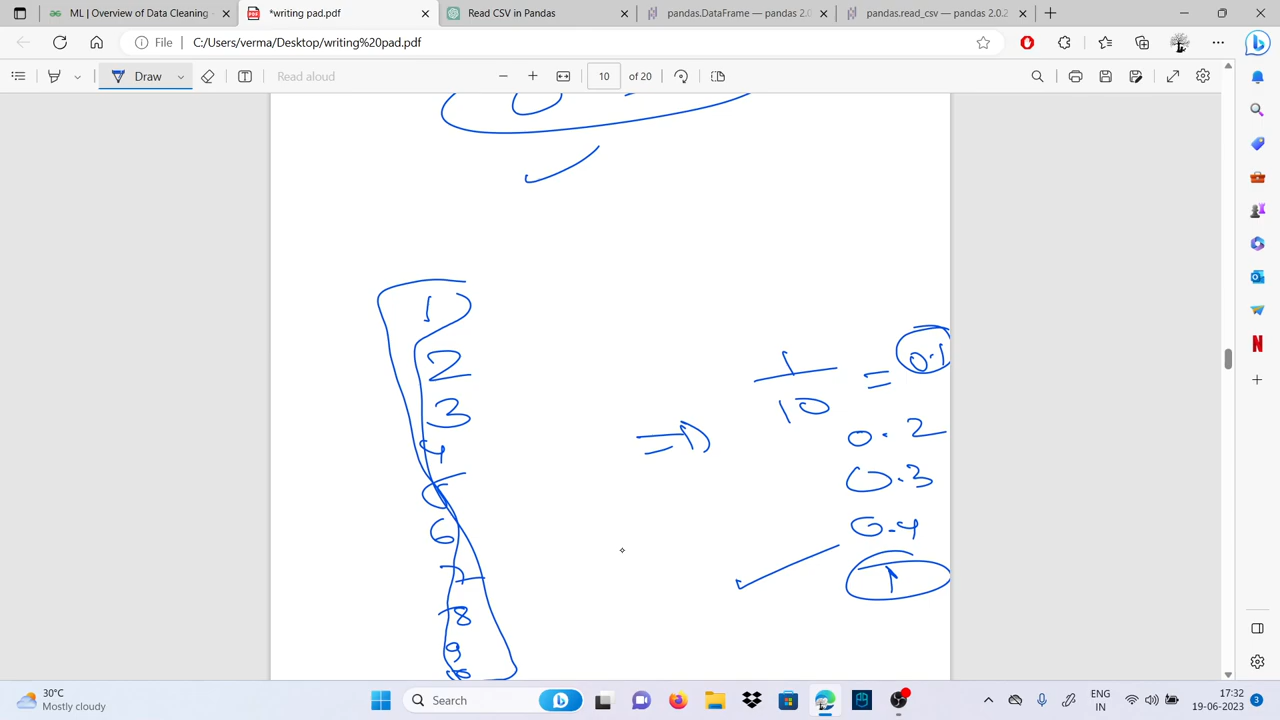 ML | Overview of Data Cleaning
*writing pad.pdf
Read CSV in Pandas
pandas.DataFrame — pandas 2.0.
pandas.read_csv — pandas 2.0.2
File
C:/Users/verma/Desktop/writing%20pad.pdf
Draw
Read aloud
10
of 20
1
2
3
4
5
6
7
8
9
10
1
10
= 0.1
0.2
0.3
0.4
1
30°C
Mostly cloudy
Search
ENG
IN
17:32
19-06-2023
3